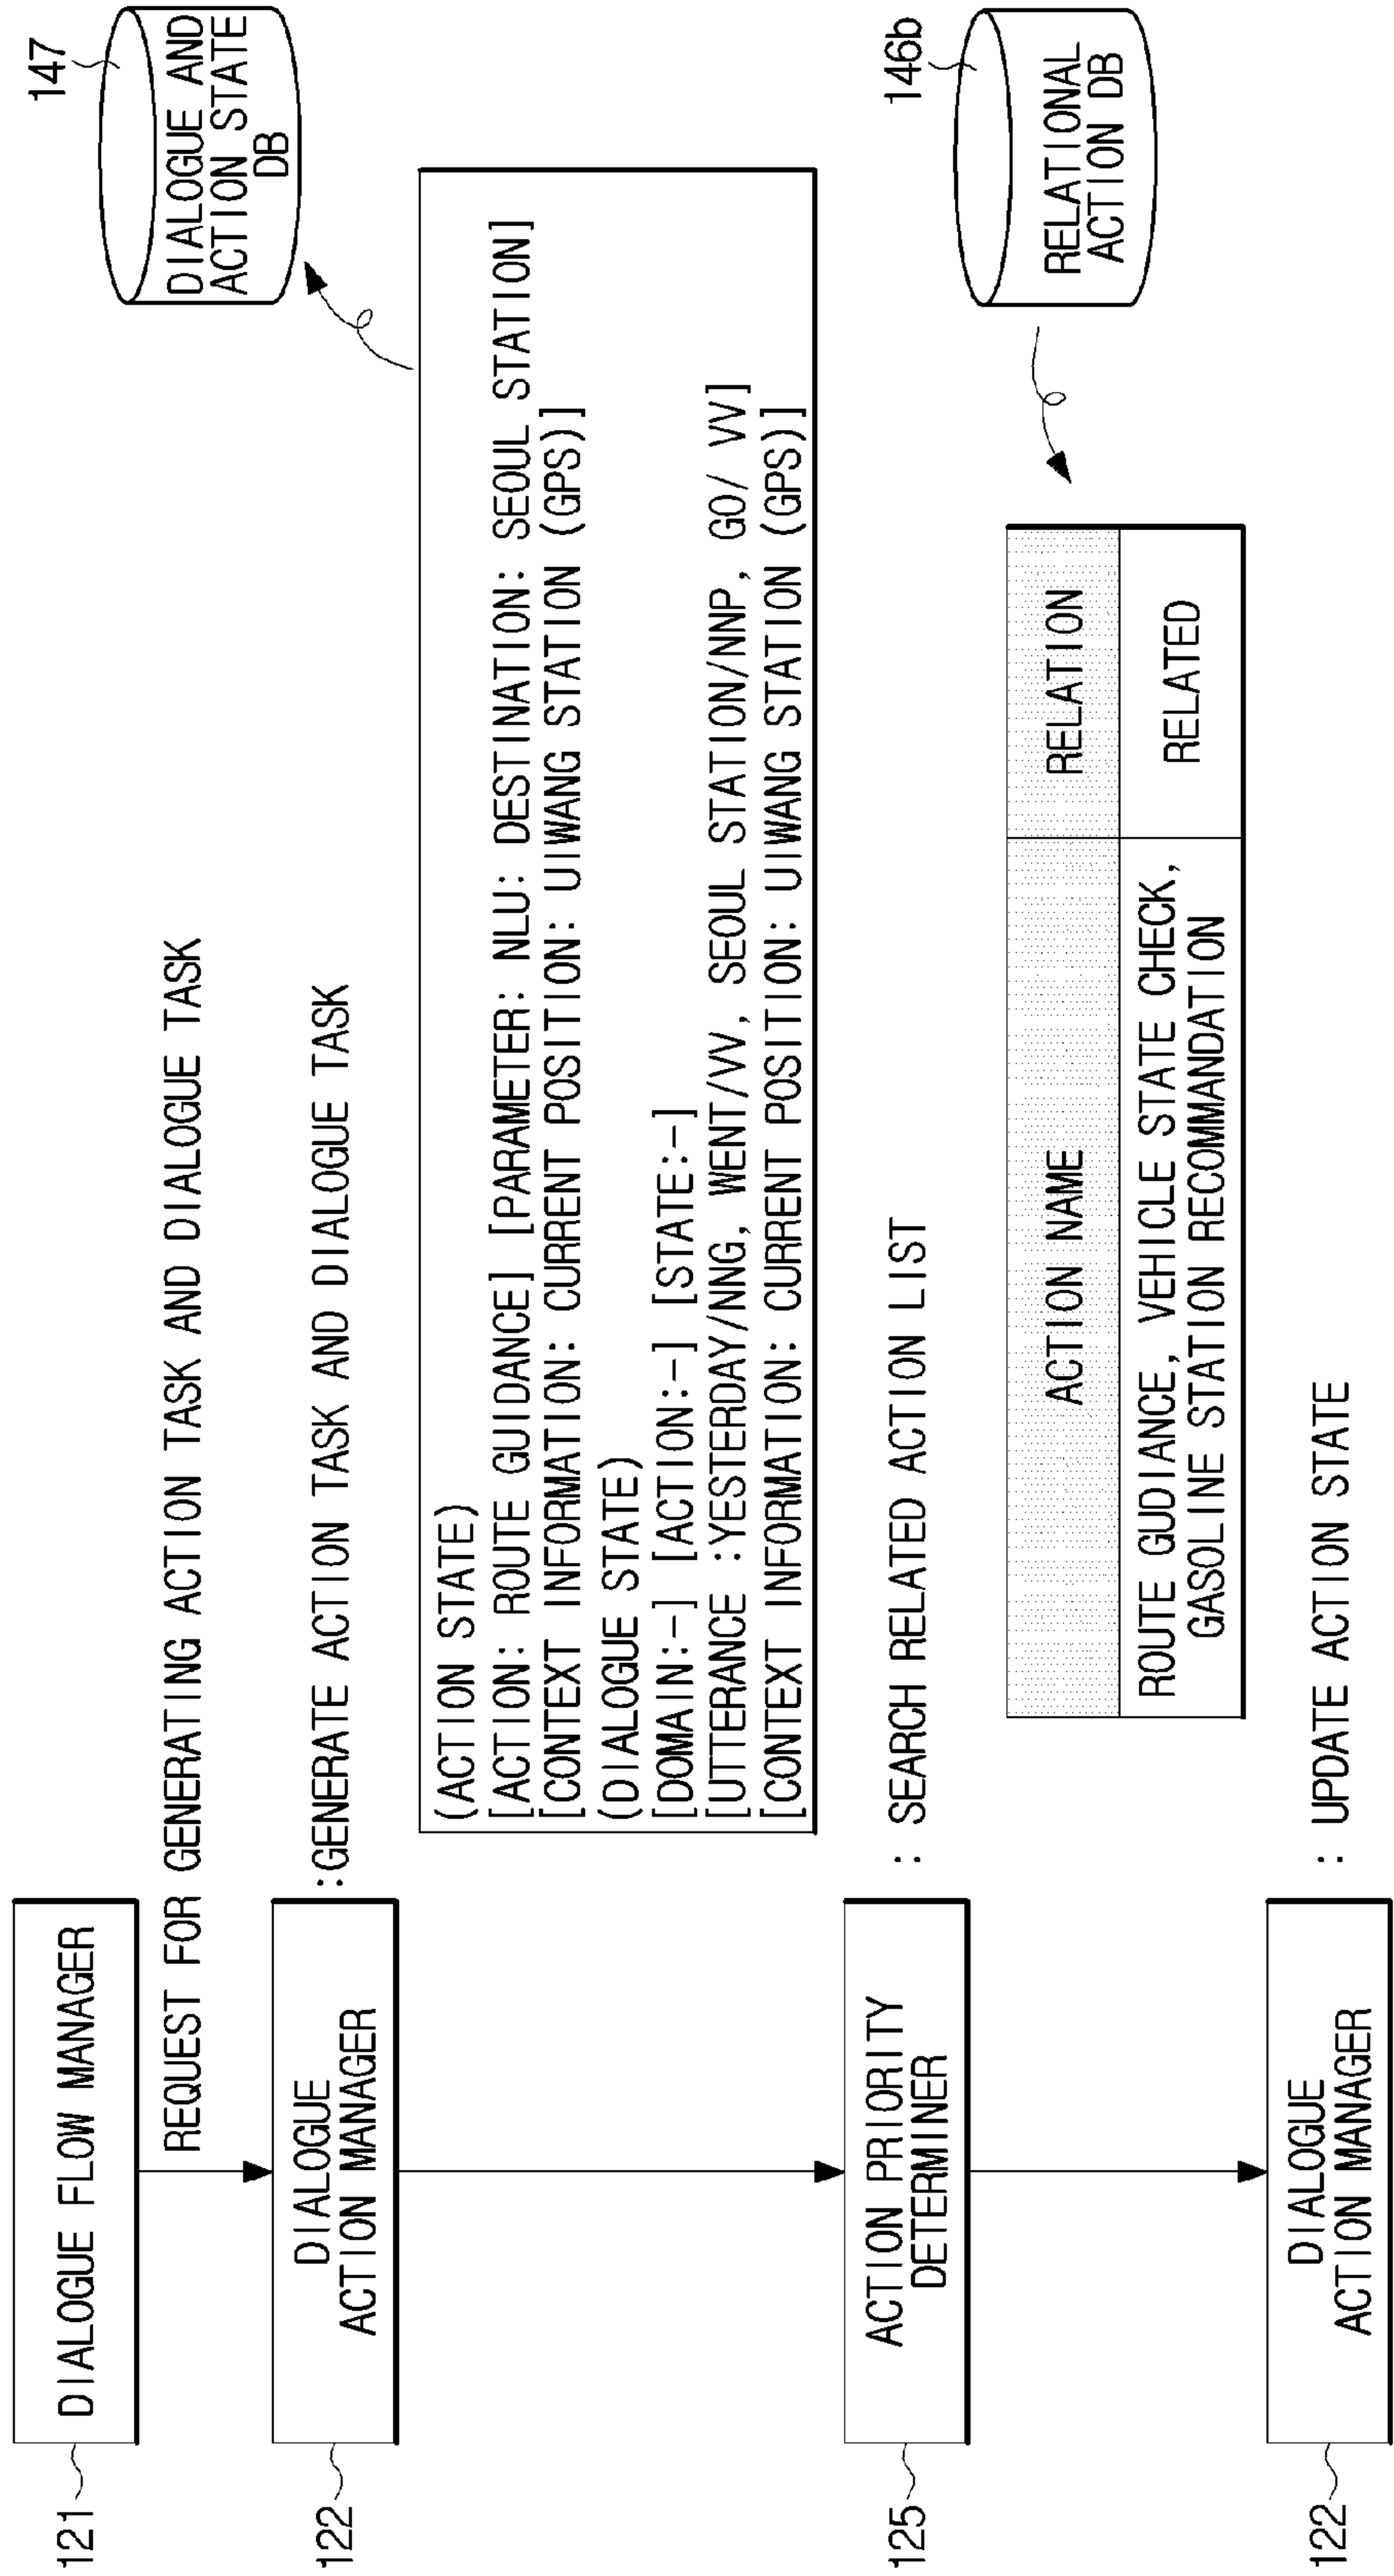 121
DIALOGUE FLOW MANAGER
147
DIALOGUE AND
ACTION STATE
DB
REQUEST FOR GENERATING ACTION TASK AND DIALOGUE TASK
122
DIALOGUE
ACTION MANAGER
:GENERATE ACTION TASK AND DIALOGUE TASK
(ACTION STATE)
[ACTION: ROUTE GUIDANCE] [PARAMETER: NLU: DESTINATION: SEOUL STATION]
[CONTEXT INFORMATION: CURRENT POSITION: UIWANG STATION (GPS)]
(DIALOGUE STATE)
[DOMAIN:-] [ACTION:-] [STATE:-]
[UTTERANCE :YESTERDAY/NNG, WENT/VV, SEOUL STATION/NNP, GO/ VV]
[CONTEXT INFORMATION: CURRENT POSITION: UIWANG STATION (GPS)]
125
ACTION PRIORITY
DETERMINER
: SEARCH RELATED ACTION LIST
146b
RELATIONAL
ACTION DB
ACTION NAME
RELATION
ROUTE GUDIANCE, VEHICLE STATE CHECK,
GASOLINE STATION RECOMMANDATION
RELATED
122
DIALOGUE
ACTION MANAGER
: UPDATE ACTION STATE